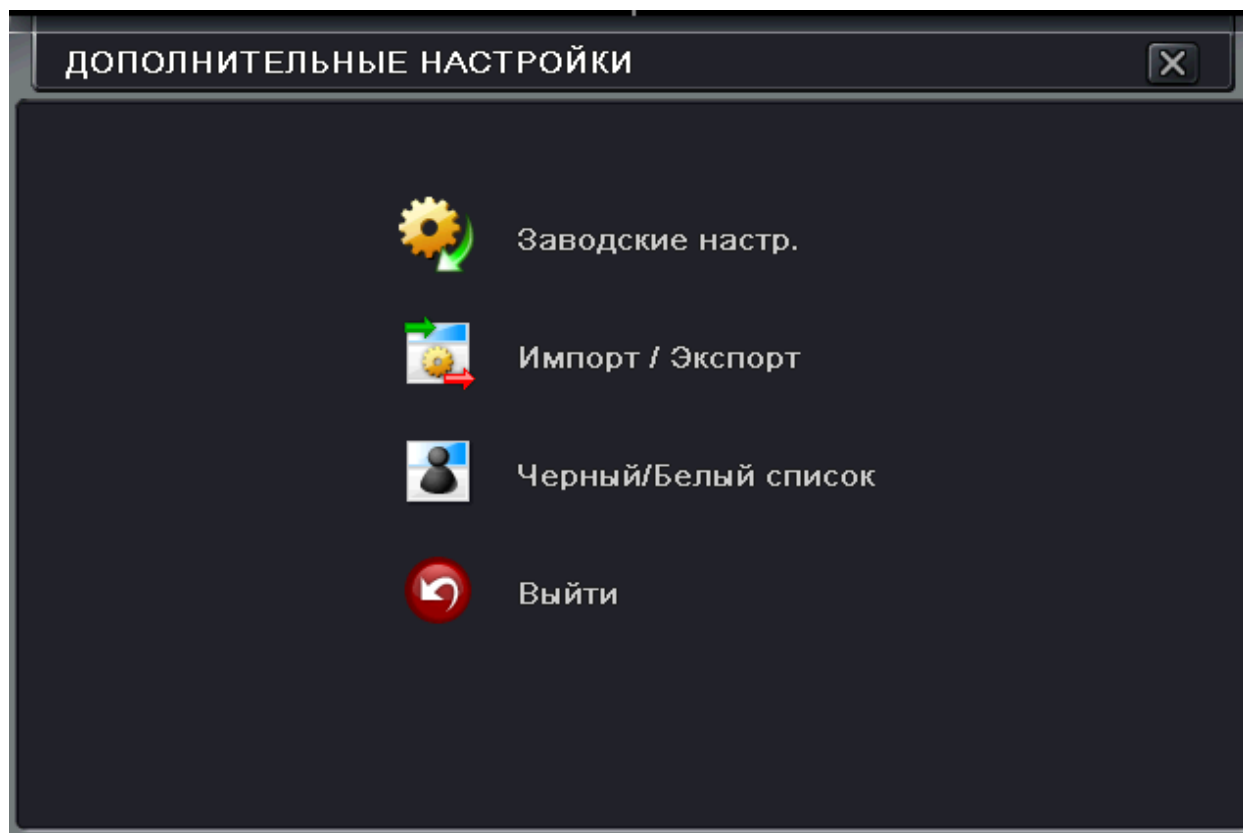 ДОПОЛНИТЕЛЬНЫЕ НАСТРОЙКИ
Заводские настр.
Импорт / Экспорт
Черный/Белый список
Выйти